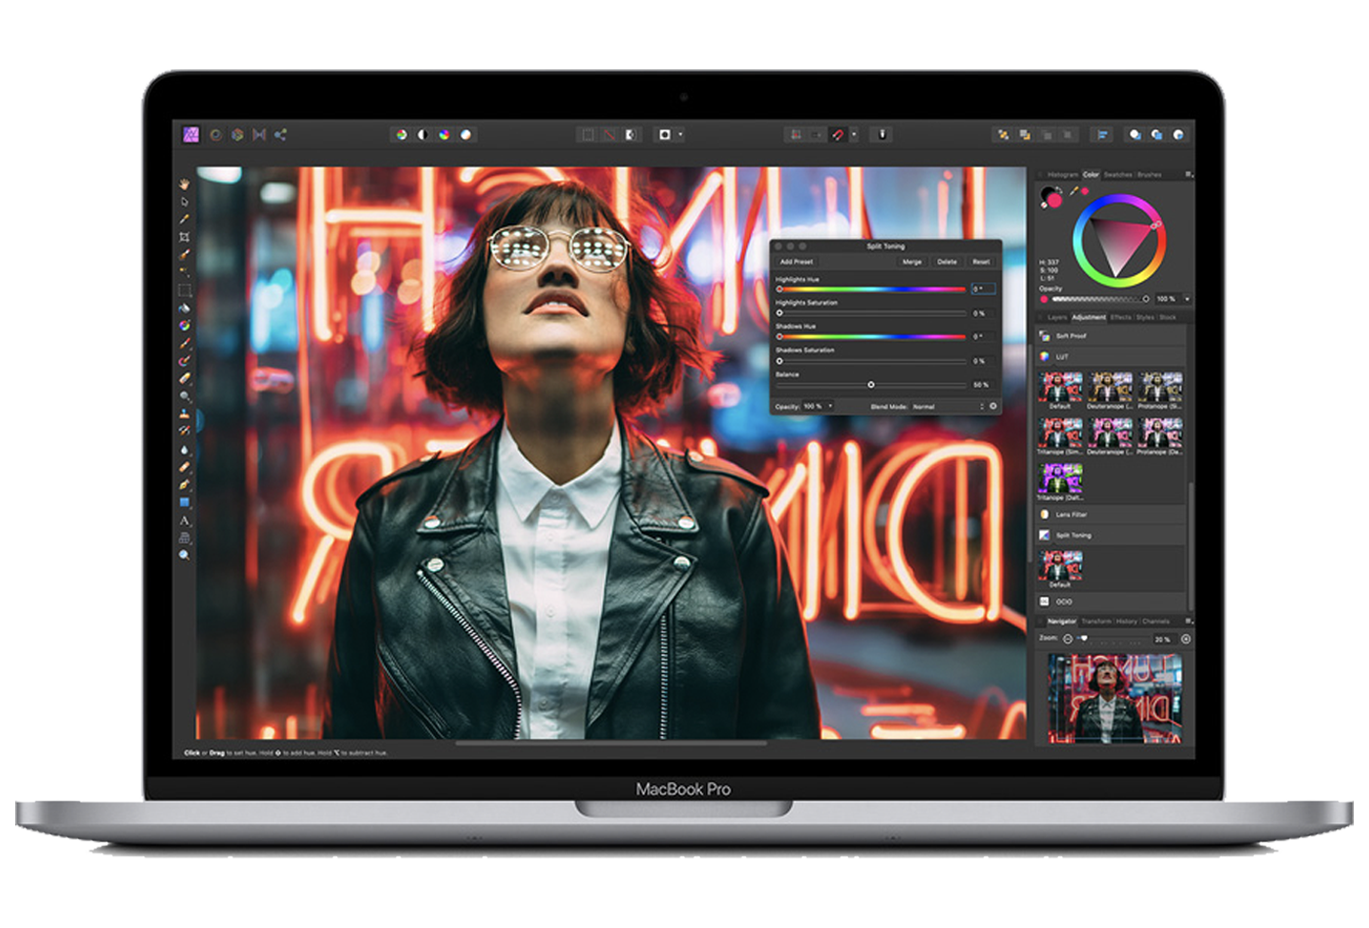 Histogram Color Swatches Brushes
H: 337
S: 100
L: 51
Opacity
100 %
Layers Adjustment Effects Styles Stock
Soft Proof
LUT
Default Deuteranope (... Protanope (Si...
Tritanope (Sim... Deuteranope (... Protanope (Da...
Tritanope (Dalt...
Lens Filter
Split Toning
Default
OCIO
Navigator Transform History Channels
Zoom: 20 %
Split Toning
Add Preset Merge Delete Reset
Highlights Hue
0 °
Highlights Saturation
0 %
Shadows Hue
0 °
Shadows Saturation
0 %
Balance
50 %
Opacity: 100 % Blend Mode: Normal
DINER
Click or Drag to set hue. Hold ⇧ to add hue. Hold ⌥ to subtract hue.
MacBook Pro